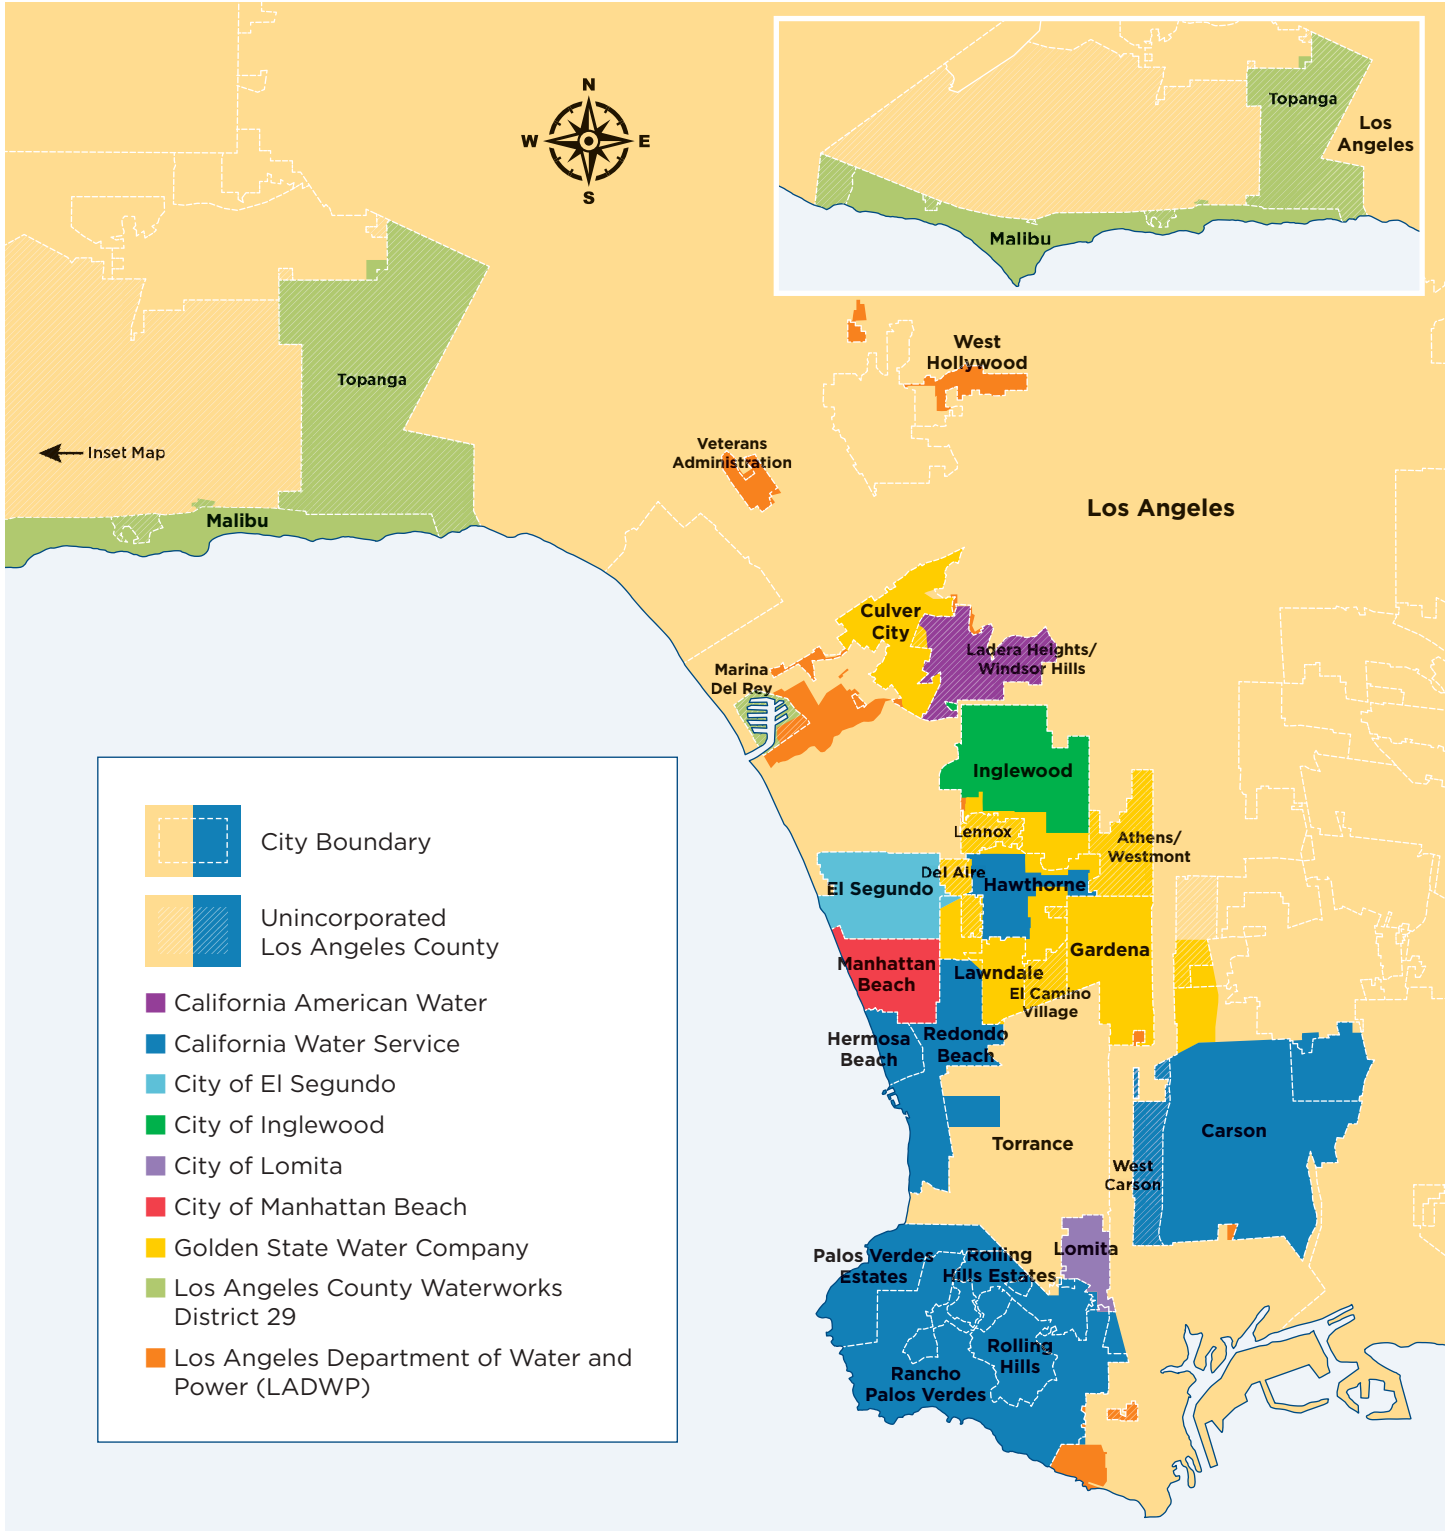 N
W
E
S
Topanga
Los
Angeles
Malibu
Topanga
Inset Map
Malibu
West
Hollywood
Veterans
Administration
Los Angeles
Culver
City
Ladera Heights/
Windsor Hills
Marina
Del Rey
Inglewood
Lennox
Athens/
Westmont
Del Aire
El Segundo
Hawthorne
Gardena
Manhattan
Beach
Lawndale
El Camino
Village
Hermosa
Beach
Redondo
Beach
Torrance
Carson
West
Carson
Palos Verdes
Estates
Rolling
Hills Estates
Lomita
Rolling
Hills
Rancho
Palos Verdes
City Boundary
Unincorporated
Los Angeles County
California American Water
California Water Service
City of El Segundo
City of Inglewood
City of Lomita
City of Manhattan Beach
Golden State Water Company
Los Angeles County Waterworks
District 29
Los Angeles Department of Water and
Power (LADWP)